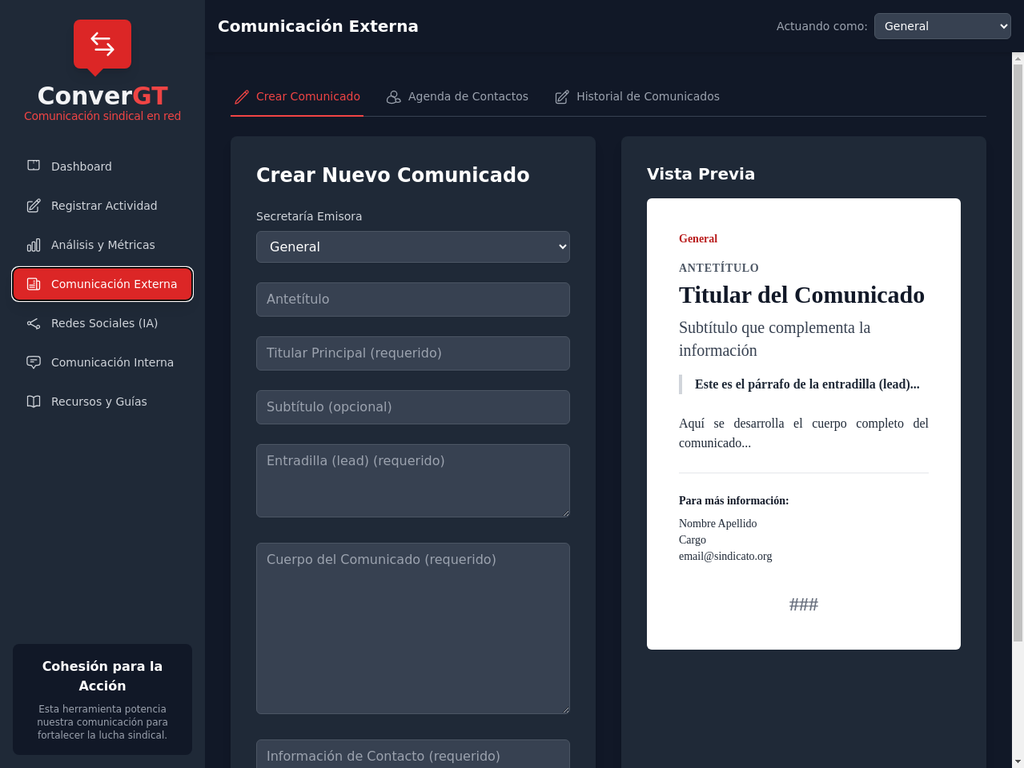 ConverGT
Comunicación sindical en red
Dashboard
Registrar Actividad
Análisis y Métricas
Comunicación Externa
Redes Sociales (IA)
Comunicación Interna
Recursos y Guías
Cohesión para la
Acción
Esta herramienta potencia
nuestra comunicación para
fortalecer la lucha sindical.
Comunicación Externa
Actuando como:
General
Crear Comunicado
Agenda de Contactos
Historial de Comunicados
Crear Nuevo Comunicado
Secretaría Emisora
General
Antetítulo
Titular Principal (requerido)
Subtítulo (opcional)
Entradilla (lead) (requerido)
Cuerpo del Comunicado (requerido)
Información de Contacto (requerido)
Vista Previa
General
ANTETÍTULO
Titular del Comunicado
Subtítulo que complementa la
información
Este es el párrafo de la entradilla (lead)...
Aquí se desarrolla el cuerpo completo del
comunicado...
Para más información:
Nombre Apellido
Cargo
email@sindicato.org
###